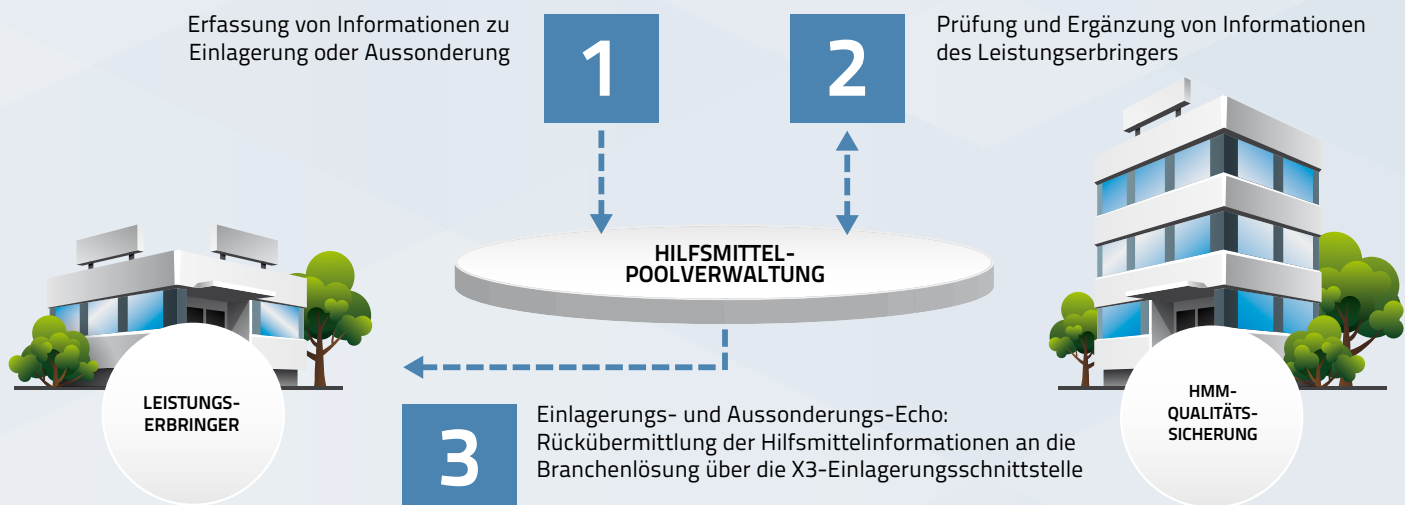 Erfassung von Informationen zu
Einlagerung oder Aussonderung
1
2
Prüfung und Ergänzung von Informationen
des Leistungserbringers
HILFSMITTEL-
POOLVERWALTUNG
LEISTUNGS-
ERBRINGER
3
Einlagerungs- und Aussonderungs-Echo:
Rückübermittlung der Hilfsmittelinformationen an die
Branchenlösung über die X3-Einlagerungsschnittstelle
HMM-
QUALITÄTS-
SICHERUNG